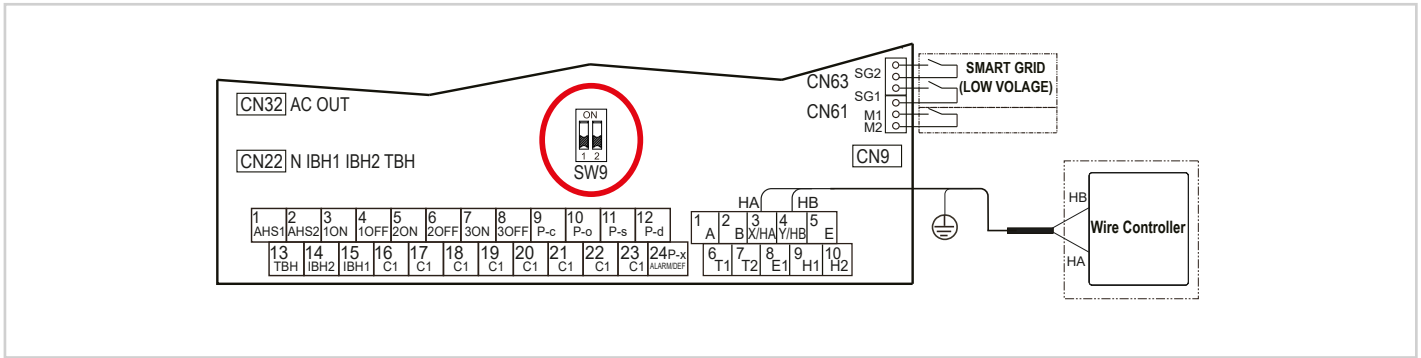 CN32 AC OUT
CN22 N IBH1 IBH2 TBH
ON
1 2
SW9
CN63 SG2
SG1
CN61 M1
M2
SMART GRID
(LOW VOLAGE)
CN9
HA HB
HB
Wire Controller
HA
1 2 3 4 5 6 7 8 9 10 11 12
AHS1 AHS2 1ON 1OFF 2ON 2OFF 3ON 3OFF P-c P-o P-s P-d
13 14 15 16 17 18 19 20 21 22 23 24 P-x
TBH IBH2 IBH1 C1 C1 C1 C1 C1 C1 C1 C1 ALARM/DEF
1 2 3 4 5
A B X/HA Y/HB E
6 7 8 9 10
T1 T2 E1 H1 H2